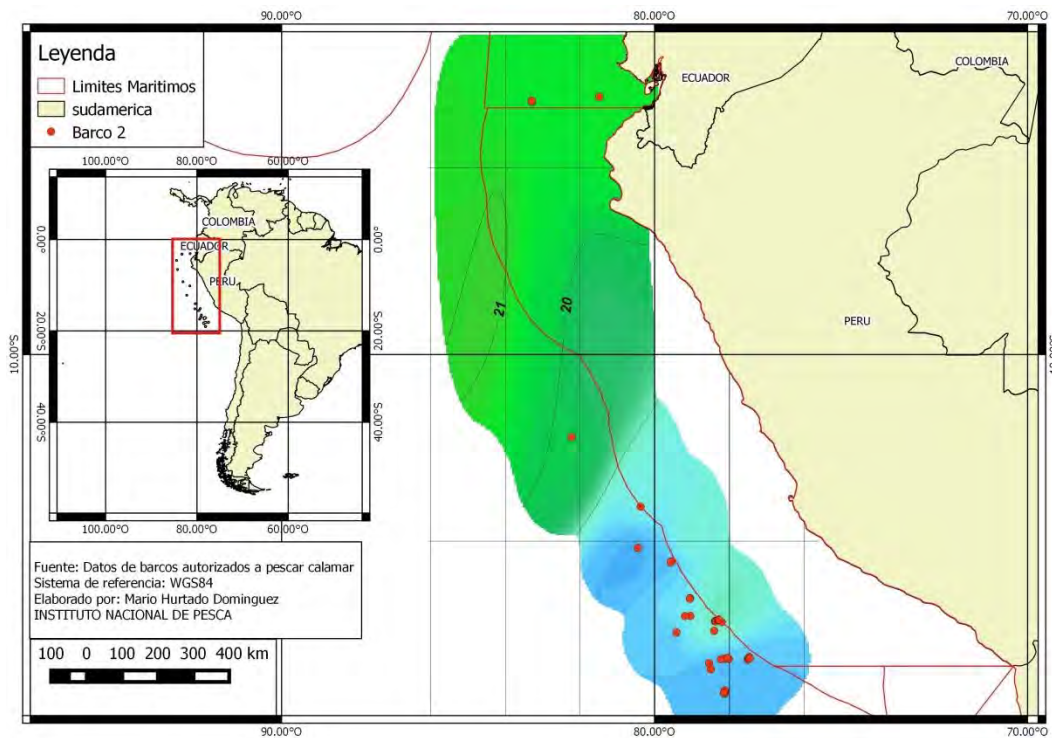 90.00°O 80.00°O 70.00°O
Leyenda
Limites Maritimos
sudamerica
Barco 2
COLOMBIA
ECUADOR
100.00°O 80.00°O 60.00°O
COLOMBIA
0.00° ECUADOR 0.00°
PERU
21
20
PERU
10.00°S
20.00°S 20.00°S
40.00°S 40.00°S
100.00°O 80.00°O 60.00°O
Fuente: Datos de barcos autorizados a pescar calamar
Sistema de referencia: WGS84
Elaborado por: Mario Hurtado Dominguez
INSTITUTO NACIONAL DE PESCA
100 0 100 200 300 400 km
90.00°O 80.00°O 70.00°O